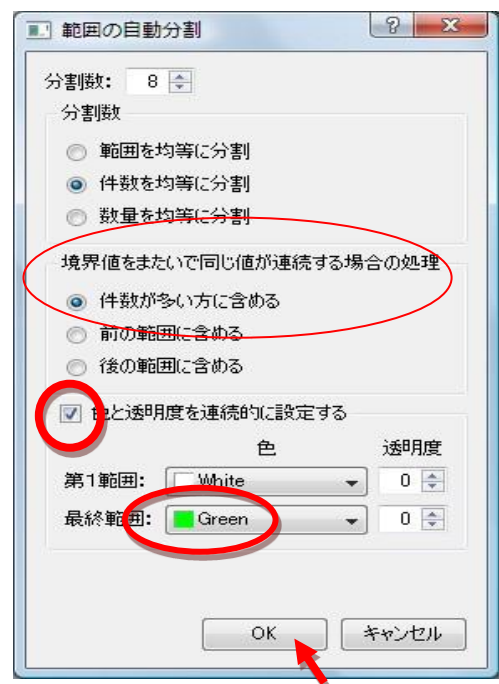 範囲の自動分割
分割数: 8
分割数
範囲を均等に分割
件数を均等に分割
数量を均等に分割
境界値をまたいで同じ値が連続する場合の処理
件数が多い方に含める
前の範囲に含める
後の範囲に含める
色と透明度を連続的に設定する
色 透明度
第1範囲: White 0
最終範囲: Green 0
OK キャンセル